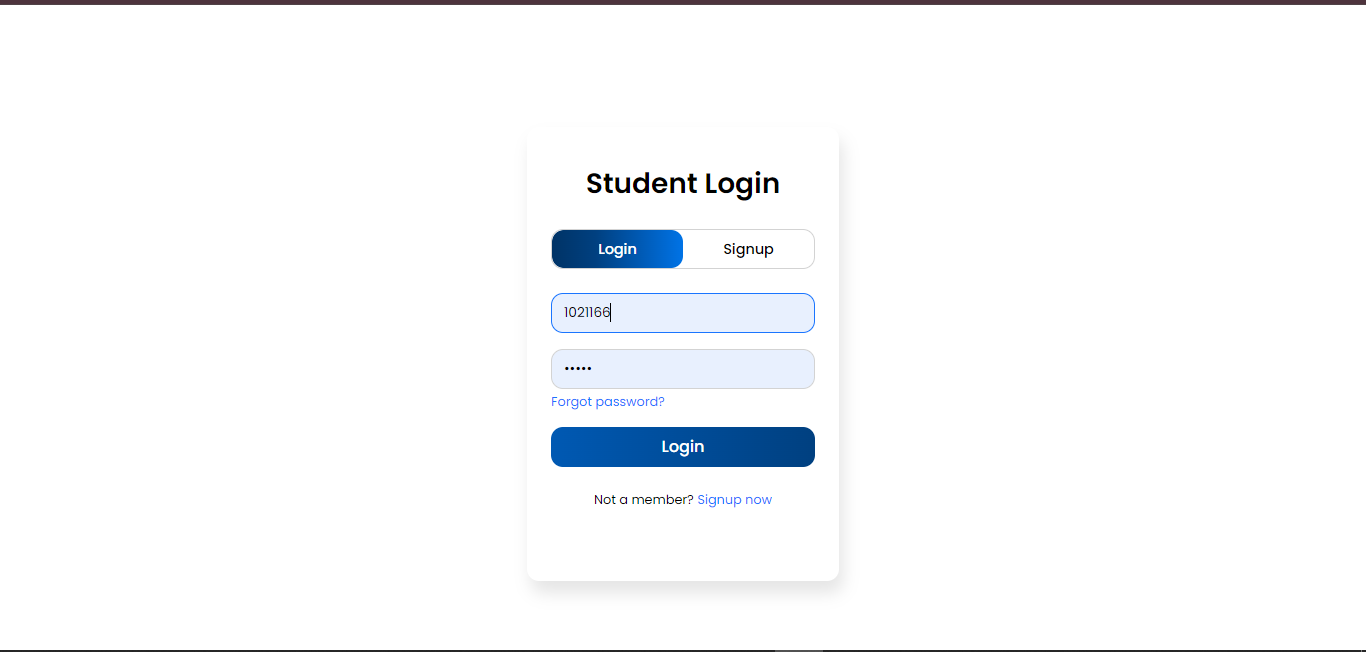 Student Login
Login Signup
1021166
•••••
Forgot password?
Login
Not a member? Signup now